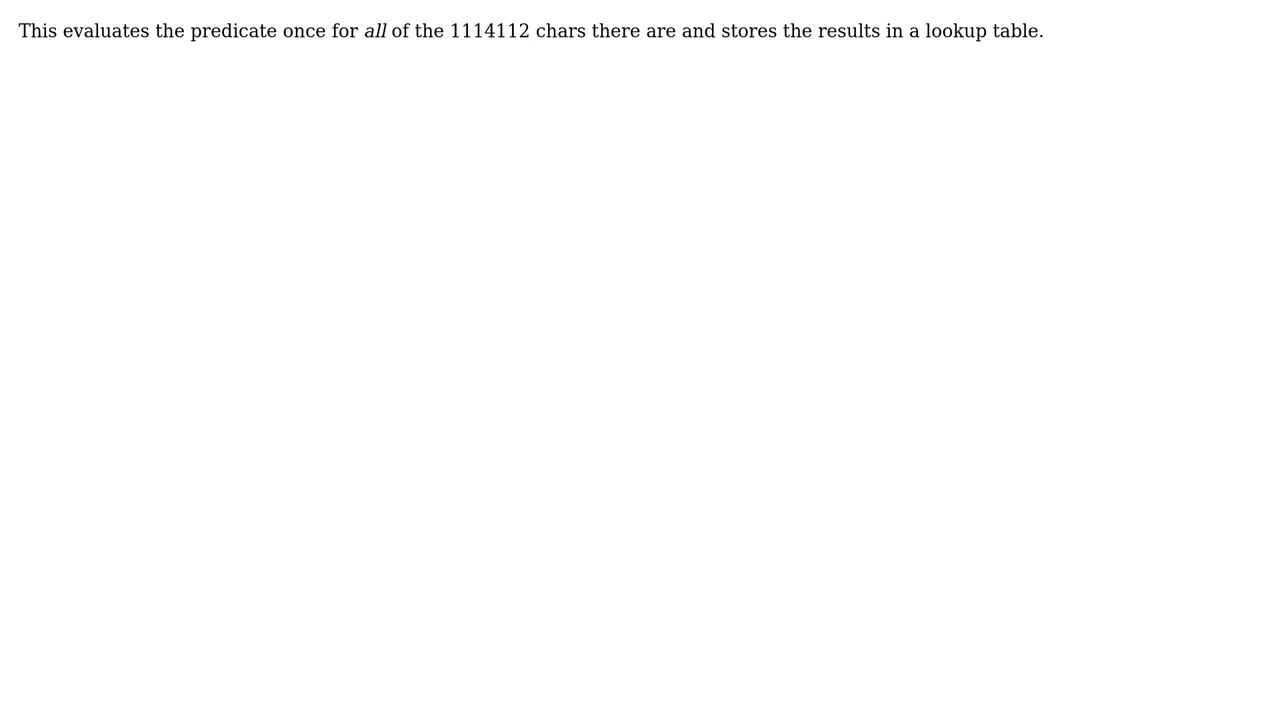 This evaluates the predicate once for all of the 1114112 chars there are and stores the results in a lookup table.